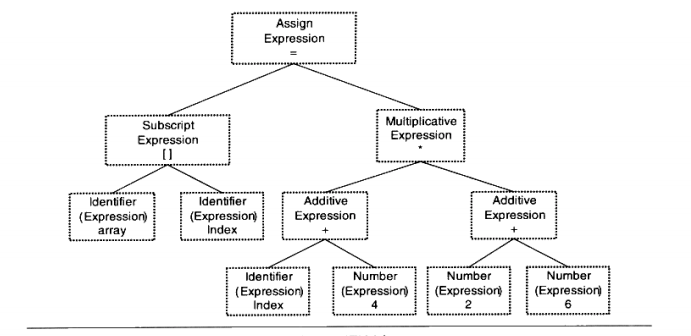 Assign
Expression
=
Subscript
Expression
[ ]
Multiplicative
Expression
*
Identifier
(Expression)
array
Identifier
(Expression)
Index
Additive
Expression
+
Additive
Expression
+
Identifier
(Expression)
Index
Number
(Expression)
4
Number
(Expression)
2
Number
(Expression)
6